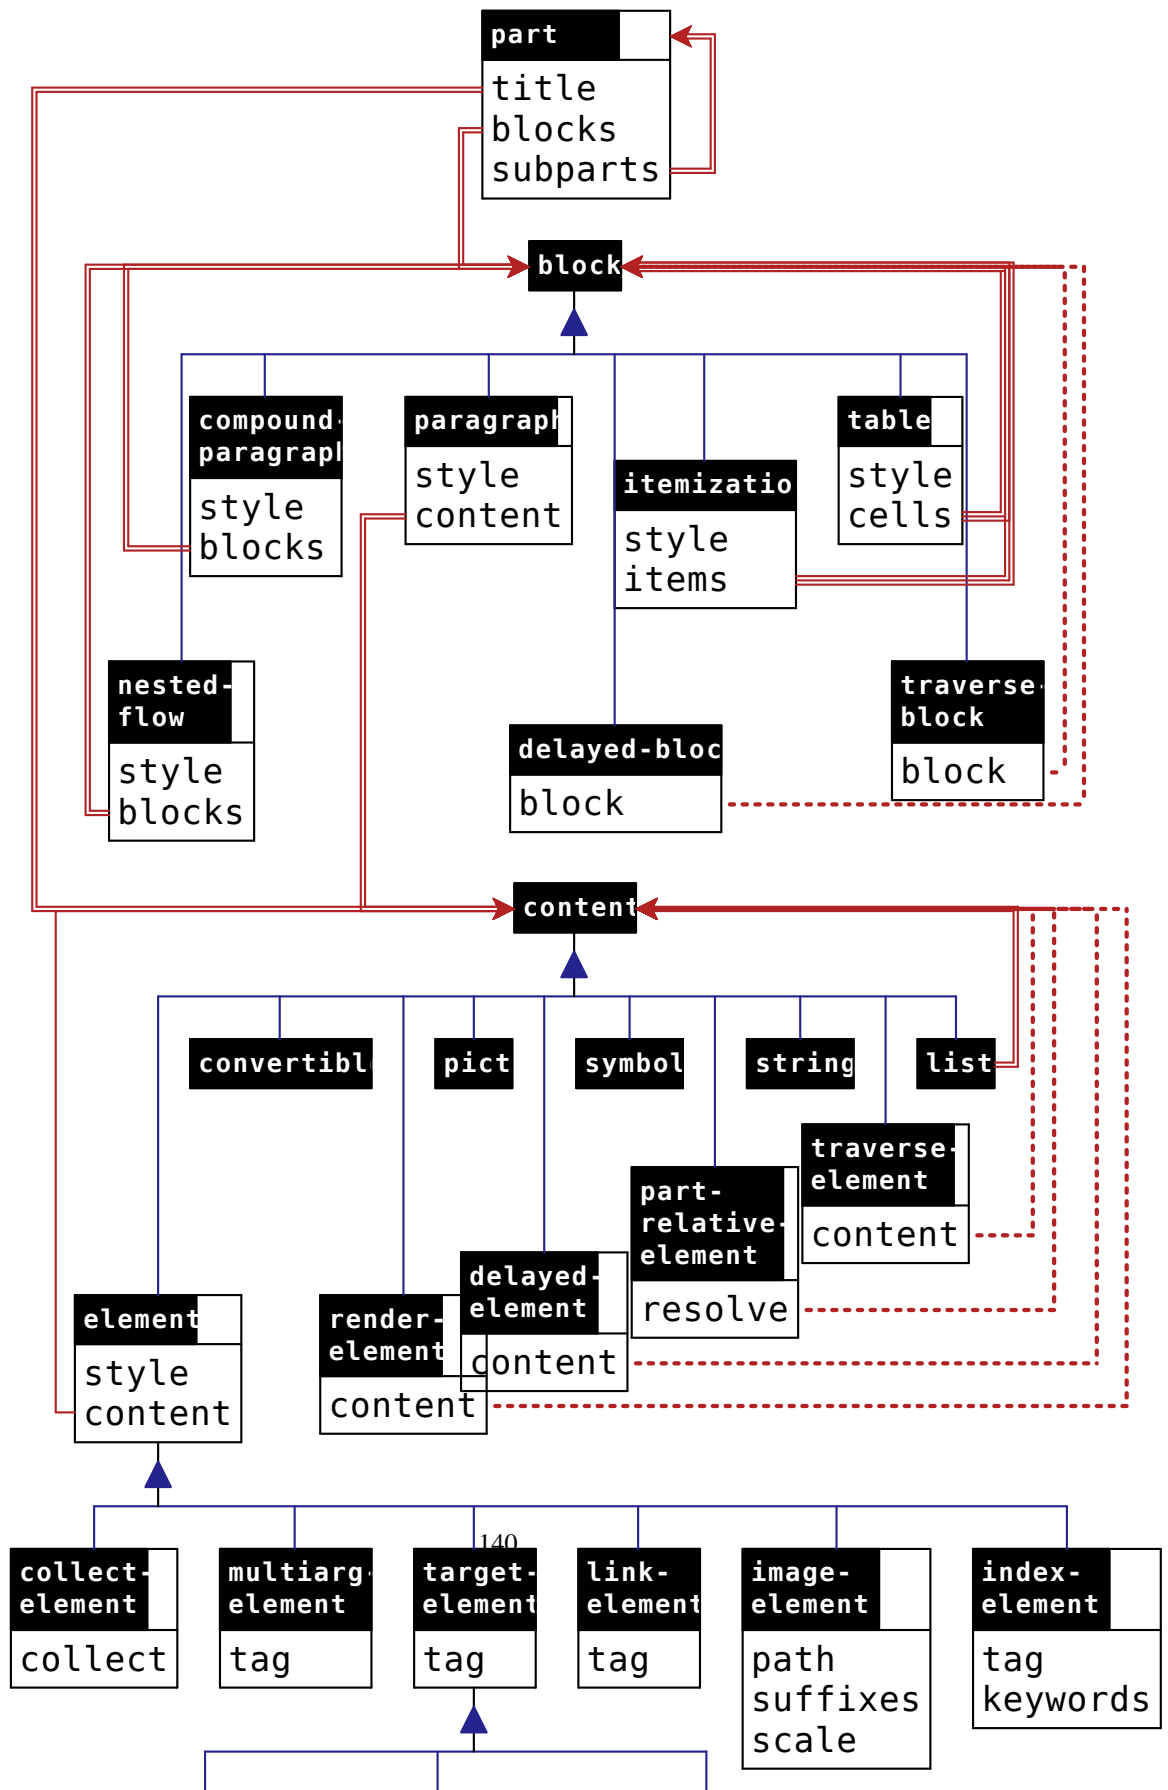 part
title
blocks
subparts
block
compound-
paragraph
style
blocks
paragraph
style
content
itemizatio
style
items
table
style
cells
nested-
flow
style
blocks
delayed-bloc
block
traverse-
block
block
content
convertible
pict
symbol
string
list
traverse-
element
content
part-
relative-
element
resolve
delayed-
element
content
element
style
content
render-
element
content
140
collect-
element
collect
multiarg-
element
tag
target-
element
tag
link-
element
tag
image-
element
path
suffixes
scale
index-
element
tag
keywords